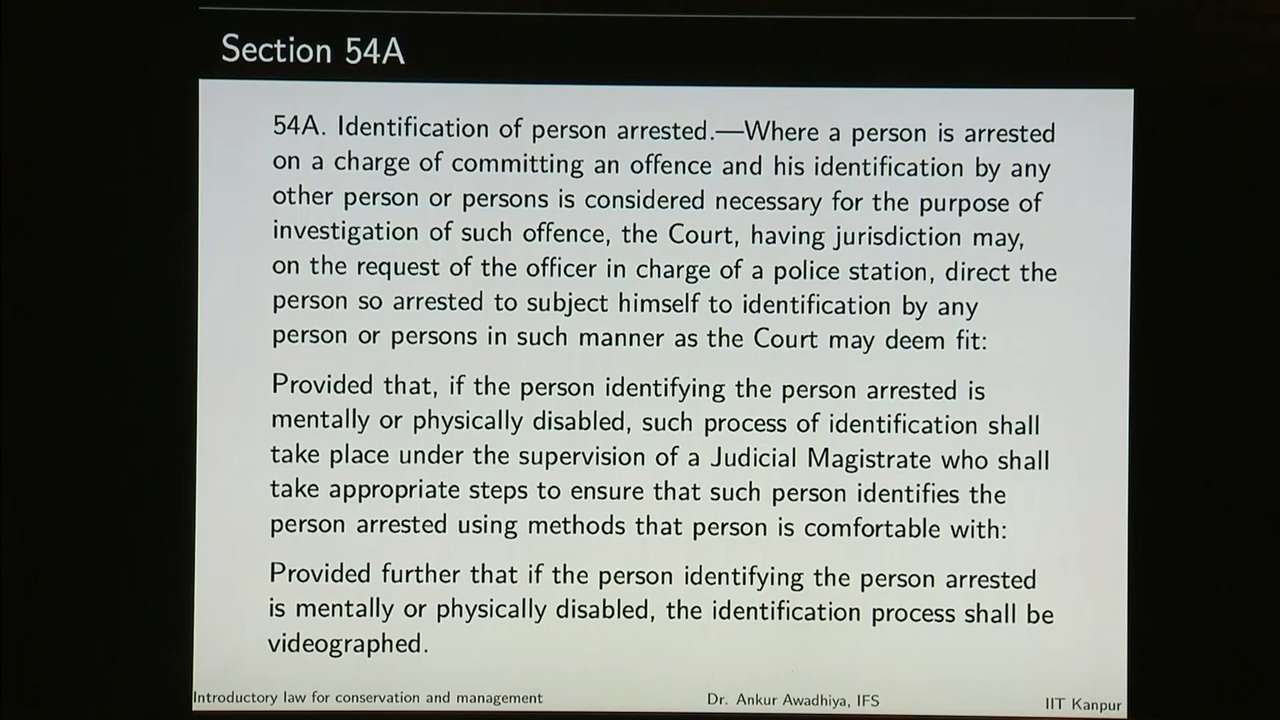 Section 54A
54A. Identification of person arrested.—Where a person is arrested
on a charge of committing an offence and his identification by any
other person or persons is considered necessary for the purpose of
investigation of such offence, the Court, having jurisdiction may,
on the request of the officer in charge of a police station, direct the
person so arrested to subject himself to identification by any
person or persons in such manner as the Court may deem fit:
Provided that, if the person identifying the person arrested is
mentally or physically disabled, such process of identification shall
take place under the supervision of a Judicial Magistrate who shall
take appropriate steps to ensure that such person identifies the
person arrested using methods that person is comfortable with:
Provided further that if the person identifying the person arrested
is mentally or physically disabled, the identification process shall be
videographed.
Introductory law for conservation and management Dr. Ankur Awadhiya, IFS IIT Kanpur